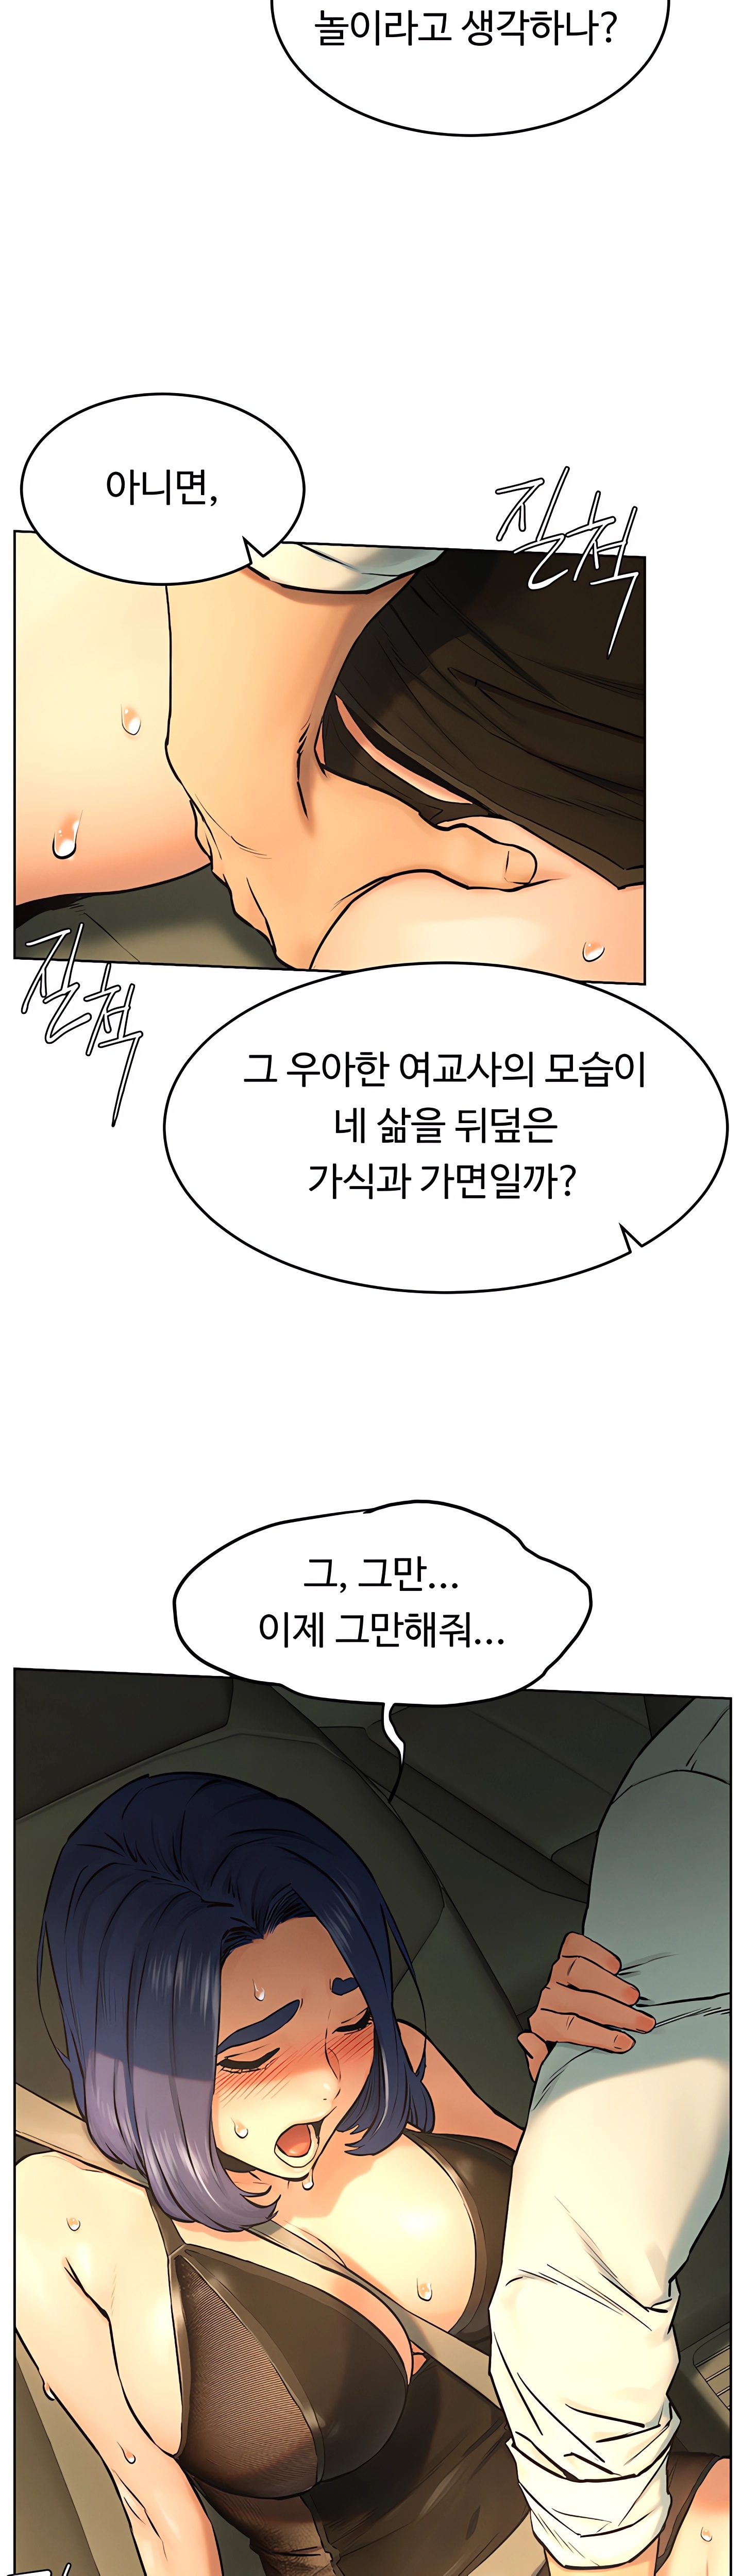 놀이라고 생각하나?
아니면,
질척
질척
그 우아한 여교사의 모습이
네 삶을 뒤덮은
가식과 가면일까?
그, 그만...
이제 그만해줘...